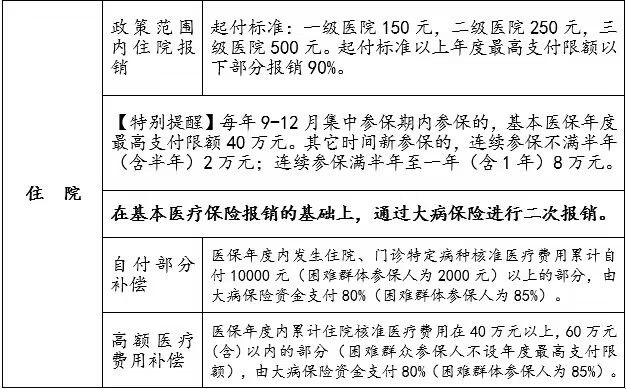 住 院
政策范围
内住院报
销
起付标准：一级医院150元，二级医院250元，三
级医院500元。起付标准以上年度最高支付限额以
下部分报销90%。
【特别提醒】每年9-12月集中参保期内参保的，基本医保年度
最高支付限额40万元。其它时间新参保的，连续参保不满半年
（含半年）2万元；连续参保满半年至一年（含1年）8万元。
在基本医疗保险报销的基础上，通过大病保险进行二次报销。
自付部分
补偿
医保年度内发生住院、门诊特定病种核准医疗费用累计自
付10000元（困难群体参保人为2000元）以上的部分，由
大病保险资金支付80%（困难群体参保人为85%）。
高额医疗
费用补偿
医保年度内累计住院核准医疗费用在40万元以上，60万元
(含)以内的部分（困难群众参保人不设年度最高支付限
额），由大病保险资金支付80%（困难群体参保人为85%）。